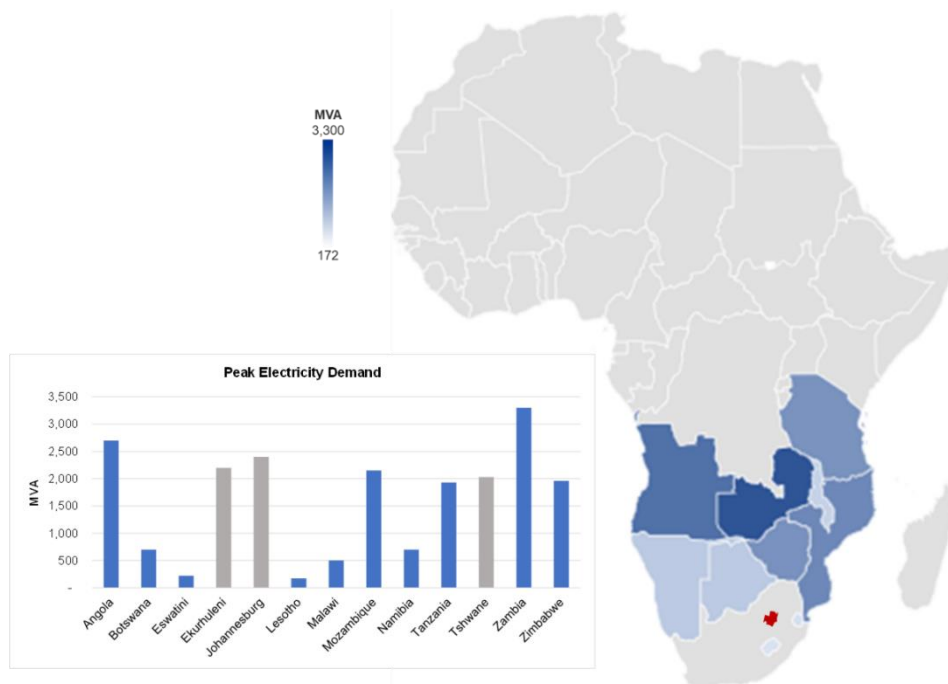 MVA
3,300
172
Peak Electricity Demand
3,500
3,000
2,500
2,000
1,500
1,000
500
-
MVA
Angola
Botswana
Eswatini
Ekurhuleni
Johannesburg
Lesotho
Malawi
Mozambique
Namibia
Tanzania
Tshwane
Zambia
Zimbabwe